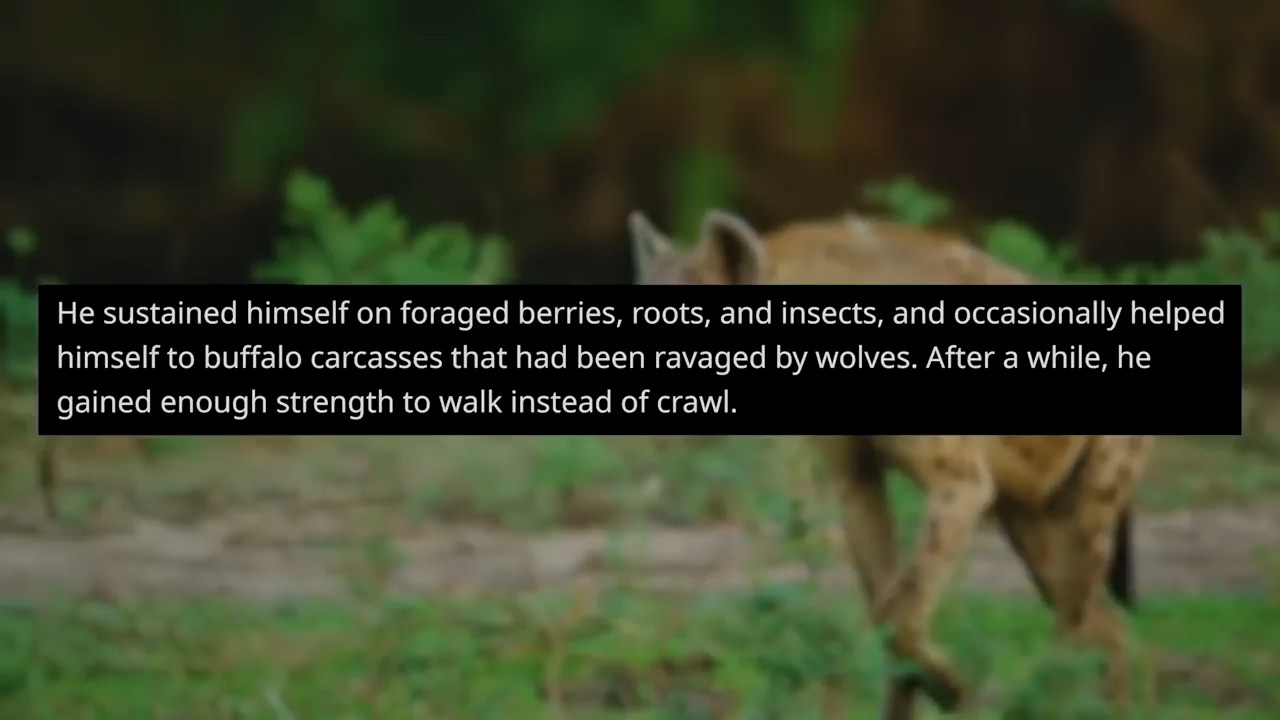 He sustained himself on foraged berries, roots, and insects, and occasionally helped
himself to buffalo carcasses that had been ravaged by wolves. After a while, he
gained enough strength to walk instead of crawl.